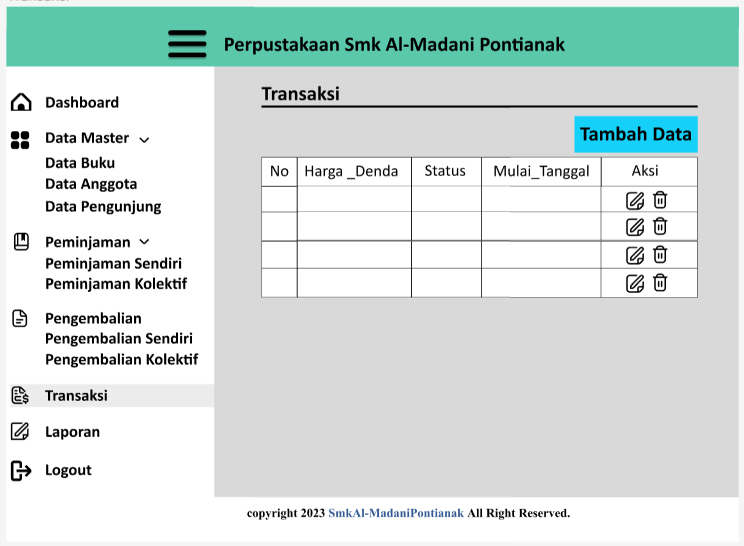 Perpustakaan Smk Al-Madani Pontianak
Dashboard
Data Master
Data Buku
Data Anggota
Data Pengunjung
Peminjaman
Peminjaman Sendiri
Peminjaman Kolektif
Pengembalian
Pengembalian Sendiri
Pengembalian Kolektif
Transaksi
Laporan
Logout
Transaksi
Tambah Data
No Harga _Denda Status Mulai_Tanggal Aksi
copyright 2023 SmkAl-MadaniPontianak All Right Reserved.